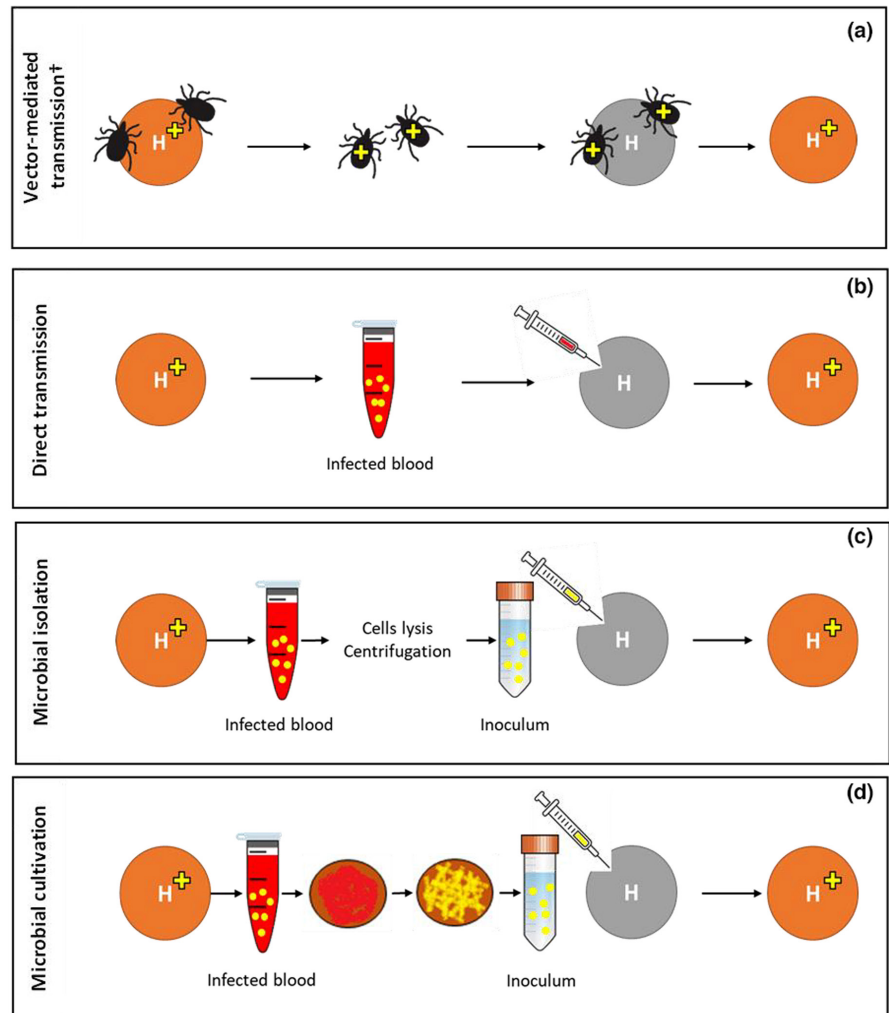 (a)
Vector-mediated
transmission†
H
H
H
(b)
Direct transmission
H
Infected blood
H
H
(c)
Microbial isolation
H
Infected blood
Cells lysis
Centrifugation
Inoculum
H
H
(d)
Microbial cultivation
H
Infected blood
Inoculum
H
H